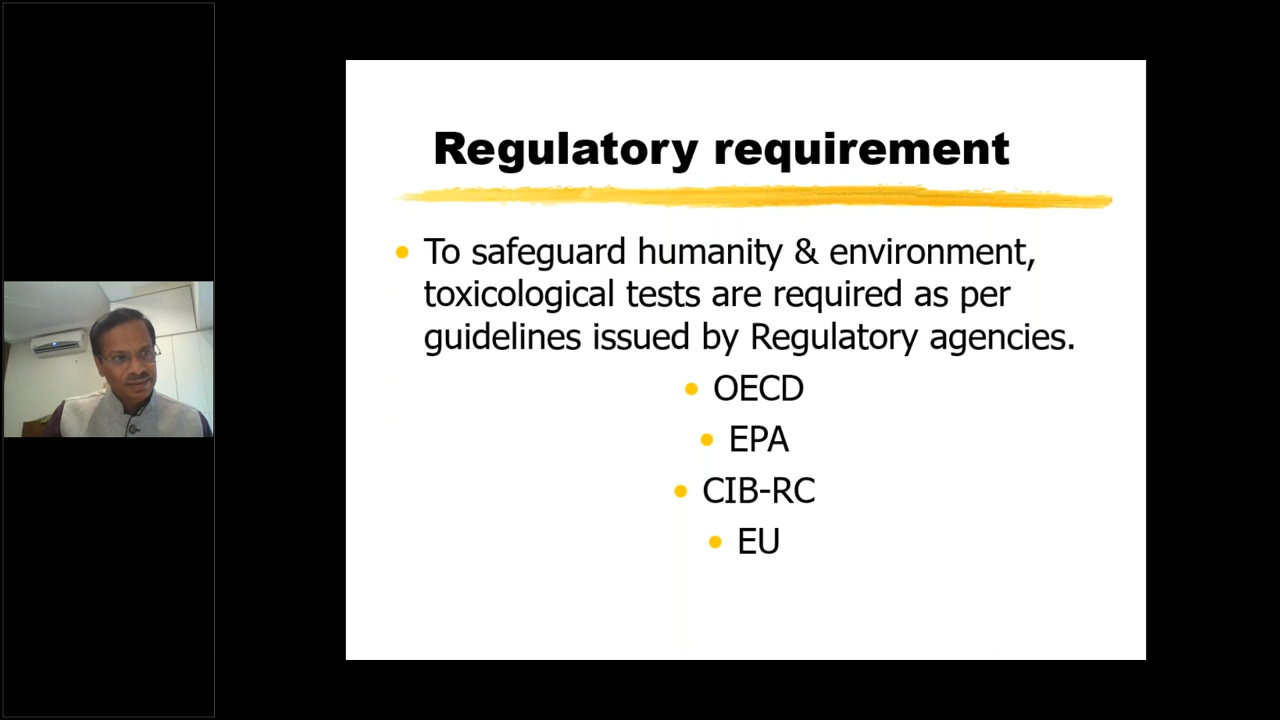 Regulatory requirement
To safeguard humanity & environment,
toxicological tests are required as per
guidelines issued by Regulatory agencies.
OECD
EPA
CIB-RC
EU